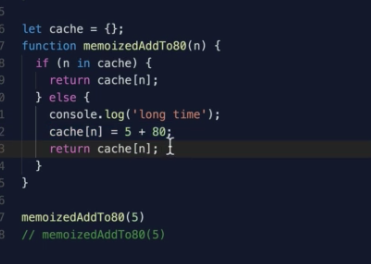 5
6 let cache = {};
7 function memoizedAddTo80(n) {
8 if (n in cache) {
9 return cache[n];
0 } else {
1 console.log('long time');
2 cache[n] = 5 + 80;
3 return cache[n];
4 }
5 }
6
7 memoizedAddTo80(5)
8 // memoizedAddTo80(5)